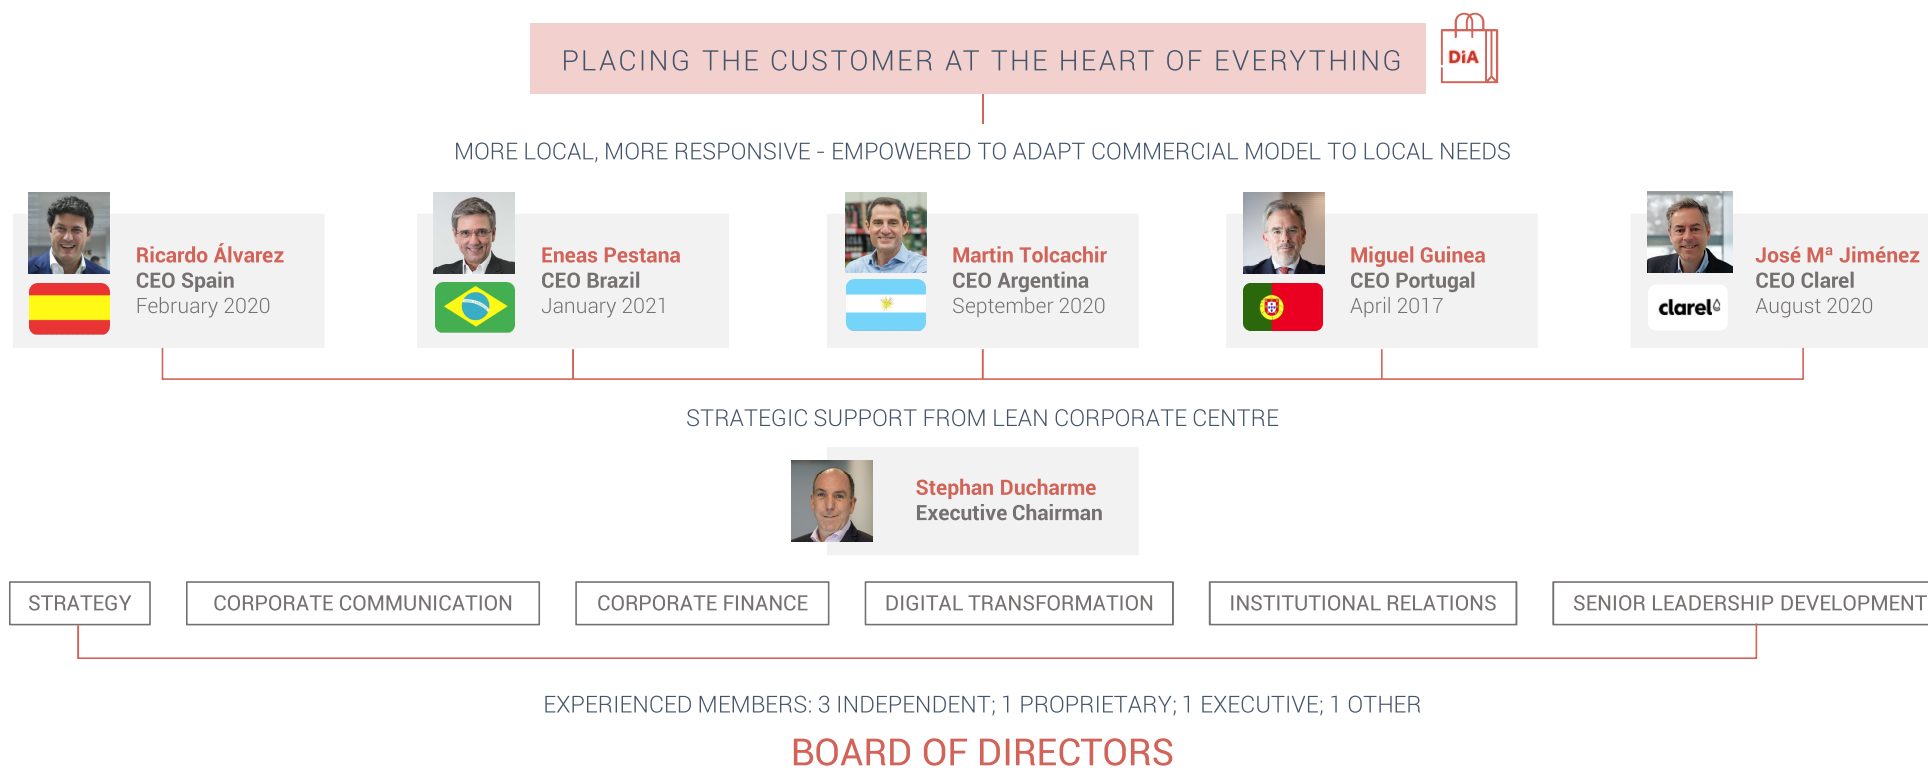 PLACING THE CUSTOMER AT THE HEART OF EVERYTHING
DiA
MORE LOCAL, MORE RESPONSIVE - EMPOWERED TO ADAPT COMMERCIAL MODEL TO LOCAL NEEDS
Ricardo Álvarez
CEO Spain
February 2020
Eneas Pestana
CEO Brazil
January 2021
Martin Tolcachir
CEO Argentina
September 2020
Miguel Guinea
CEO Portugal
April 2017
José Mª Jiménez
CEO Clarel
August 2020
clarel
STRATEGIC SUPPORT FROM LEAN CORPORATE CENTRE
Stephan Ducharme
Executive Chairman
STRATEGY
CORPORATE COMMUNICATION
CORPORATE FINANCE
DIGITAL TRANSFORMATION
INSTITUTIONAL RELATIONS
SENIOR LEADERSHIP DEVELOPMENT
EXPERIENCED MEMBERS: 3 INDEPENDENT; 1 PROPRIETARY; 1 EXECUTIVE; 1 OTHER
BOARD OF DIRECTORS